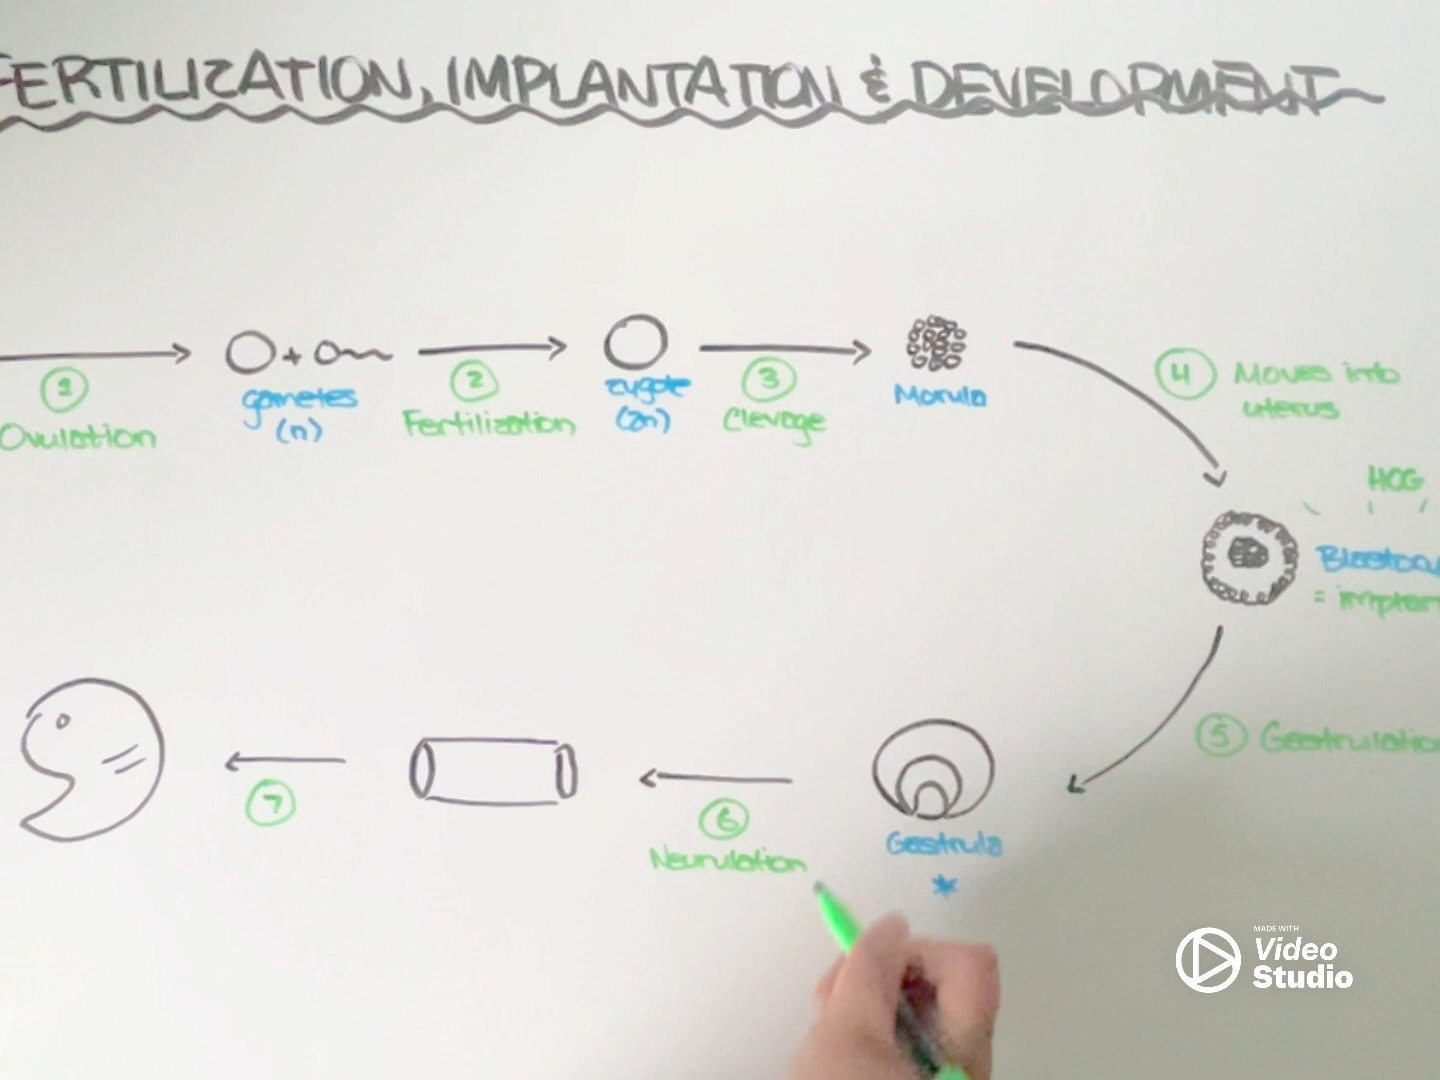 FERTILIZATION, IMPLANTATION & DEVELOPMENT
1
Ovulation
gametes
(n)
2
Fertilization
zygote
(2n)
3
Clevage
Morula
4 Moves into
uterus
HCG
5
6
Neurulation
Gastrula
*
7
MADE WITH
Video
Studio